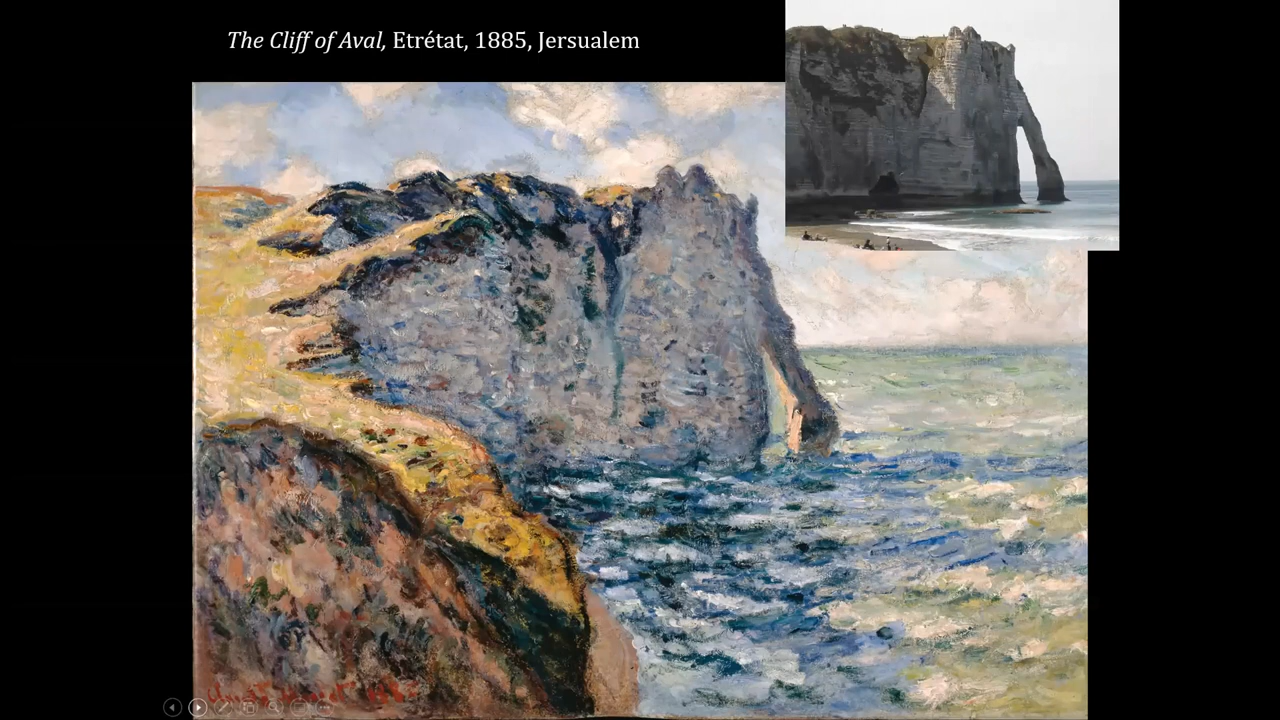 The Cliff of Aval, Etrétat, 1885, Jersualem